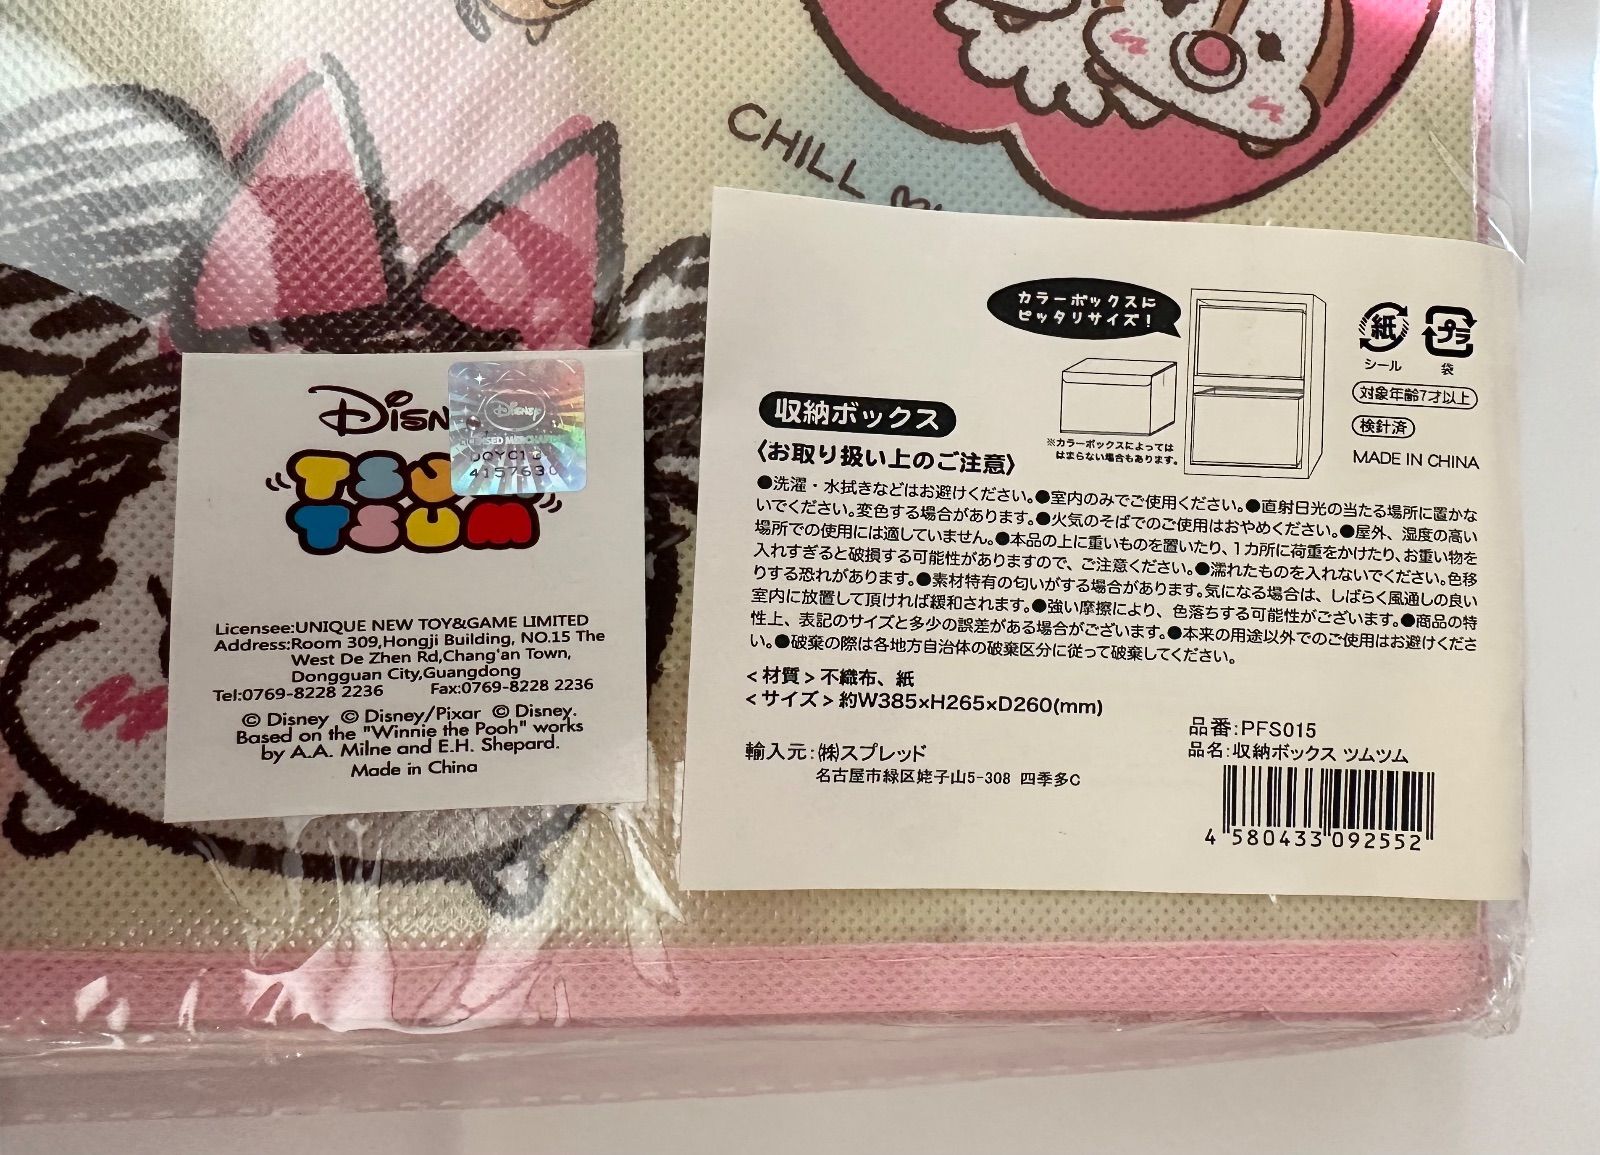 CHILL
Disn
TSU
TSUM
Disney
LICENSED MERCHANDISE
4157630
Licensee:UNIQUE NEW TOY&GAME LIMITED
Address:Room 309,Hongji Building, NO.15 The
West De Zhen Rd,Chang'an Town,
Dongguan City,Guangdong
Tel:0769-8228 2236 Fax:0769-8228 2236
© Disney © Disney/Pixar © Disney.
Based on the "Winnie the Pooh" works
by A.A. Milne and E.H. Shepard.
Made in China
カラーボックスに
ピッタリサイズ！
※カラーボックスによっては
はまらない場合もあります。
紙
シール
プラ
袋
対象年齢7才以上
検針済
MADE IN CHINA
収納ボックス
〈お取り扱い上のご注意〉
●洗濯・水拭きなどはお避けください。●室内のみでご使用ください。●直射日光の当たる場所に置かな
いでください。変色する場合があります。●火気のそばでのご使用はおやめください。●屋外、湿度の高い
場所での使用には適していません。●本品の上に重いものを置いたり、1カ所に荷重をかけたり、お重い物を
入れすぎると破損する可能性がありますので、ご注意ください。●濡れたものを入れないでください。色移
りする恐れがあります。●素材特有の匂いがする場合があります。気になる場合は、しばらく風通しの良い
室内に放置して頂ければ緩和されます。●強い摩擦により、色落ちする可能性がございます。●商品の特
性上、表記のサイズと多少の誤差がある場合がございます。●本来の用途以外でのご使用はお避けくださ
い。●破棄の際は各地方自治体の破棄区分に従って破棄してください。
＜材質＞不織布、紙
＜サイズ＞約W385×H265×D260(mm)
輸入元：㈱スプレッド
名古屋市緑区姥子山5-308 四季多C
品番：PFS015
品名：収納ボックス ツムツム
4 580433 092552